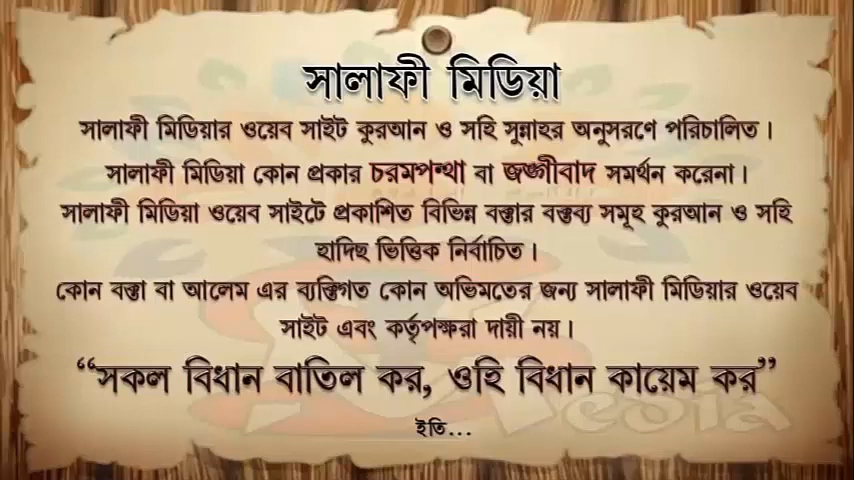 সালাফী মিডিয়া
সালাফী মিডিয়ার ওয়েব সাইট কুরআন ও সহি সুন্নাহর অনুসরণে পরিচালিত।
সালাফী মিডিয়া কোন প্রকার চরমপন্থা বা জঙ্গীবাদ সমর্থন করেনা।
সালাফী মিডিয়া ওয়েব সাইটে প্রকাশিত বিভিন্ন বক্তার বক্তব্য সমূহ কুরআন ও সহি
হাদিছ ভিত্তিক নির্বাচিত।
কোন বক্তা বা আলেম এর ব্যক্তিগত কোন অভিমতের জন্য সালাফী মিডিয়ার ওয়েব
সাইট এবং কর্তৃপক্ষরা দায়ী নয়।
“সকল বিধান বাতিল কর, ওহি বিধান কায়েম কর”
Media
ইতি...